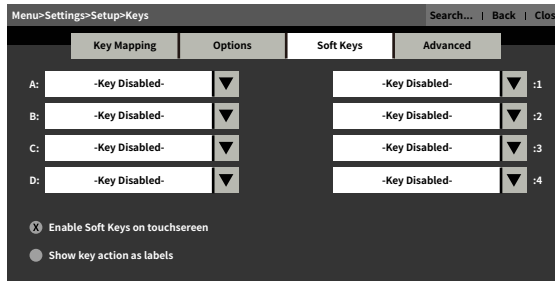 Menu>Settings>Setup>Keys Search... | Back | Clos
Key Mapping Options Soft Keys Advanced
A: -Key Disabled- -Key Disabled- :1
B: -Key Disabled- -Key Disabled- :2
C: -Key Disabled- -Key Disabled- :3
D: -Key Disabled- -Key Disabled- :4
X Enable Soft Keys on touchsereen
Show key action as labels